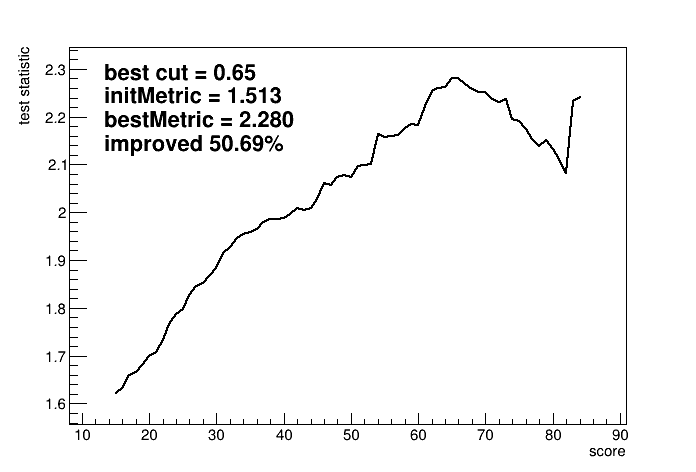 test statistic
best cut = 0.65
initMetric = 1.513
bestMetric = 2.280
improved 50.69%
2.3
2.2
2.1
2
1.9
1.8
1.7
1.6
10 20 30 40 50 60 70 80 90
score